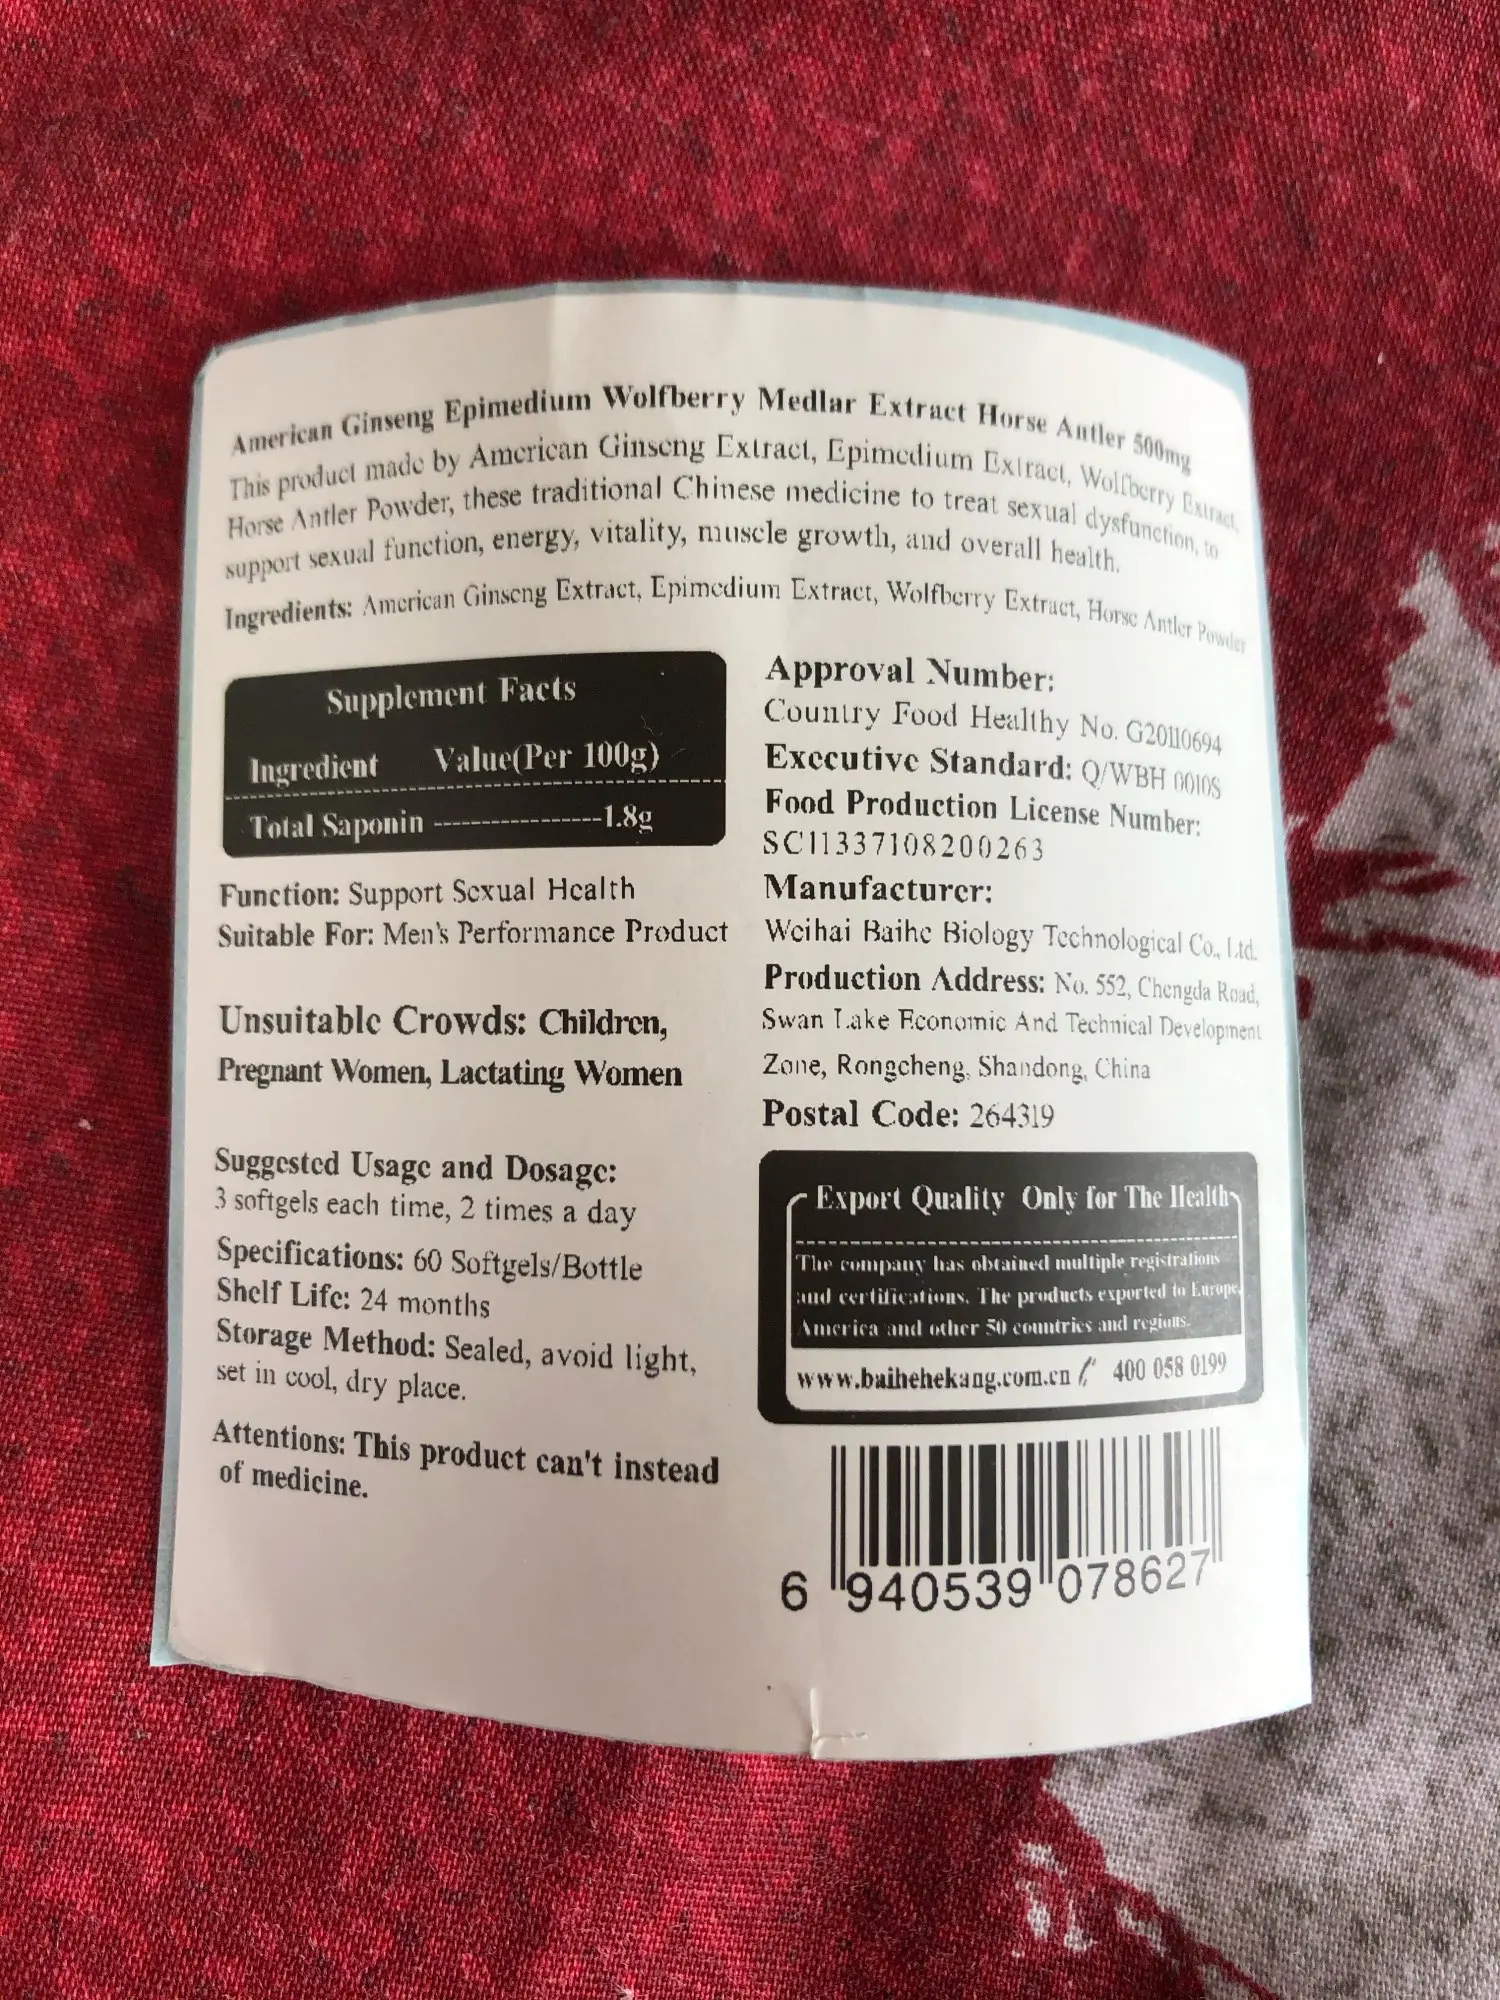 American Ginseng Epimedium Wolfberry Medlar Extract Horse Antler 500mg
This product made by American Ginseng Extract, Epimedium Extract, Wolfberry Extract,
Horse Antler Powder, these traditional Chinese medicine to treat sexual dysfunction, to
support sexual function, energy, vitality, muscle growth, and overall health.
Ingredients: American Ginseng Extract, Epimedium Extract, Wolfberry Extract, Horse Antler Powder
Supplement Facts
Ingredient Value(Per 100g)
Total Saponin -----------------1.8g
Function: Support Sexual Health
Suitable For: Men's Performance Product
Unsuitable Crowds: Children,
Pregnant Women, Lactating Women
Suggested Usage and Dosage:
3 softgels each time, 2 times a day
Specifications: 60 Softgels/Bottle
Shelf Life: 24 months
Storage Method: Sealed, avoid light,
set in cool, dry place.
Attentions: This product can't instead
of medicine.
Approval Number:
Country Food Healthy No. G20110694
Executive Standard: Q/WBH 0010S
Food Production License Number:
SC11337108200263
Manufacturer:
Weihai Baihe Biology Technological Co., Ltd.
Production Address: No. 552, Chengda Road,
Swan Lake Economic And Technical Development
Zone, Rongcheng, Shandong, China
Postal Code: 264319
Export Quality Only for The Health
The company has obtained multiple registrations
and certifications. The products exported to Europe,
America and other 50 countries and regions.
www.baihehekang.com.cn 400 058 0199
6 940539 078627